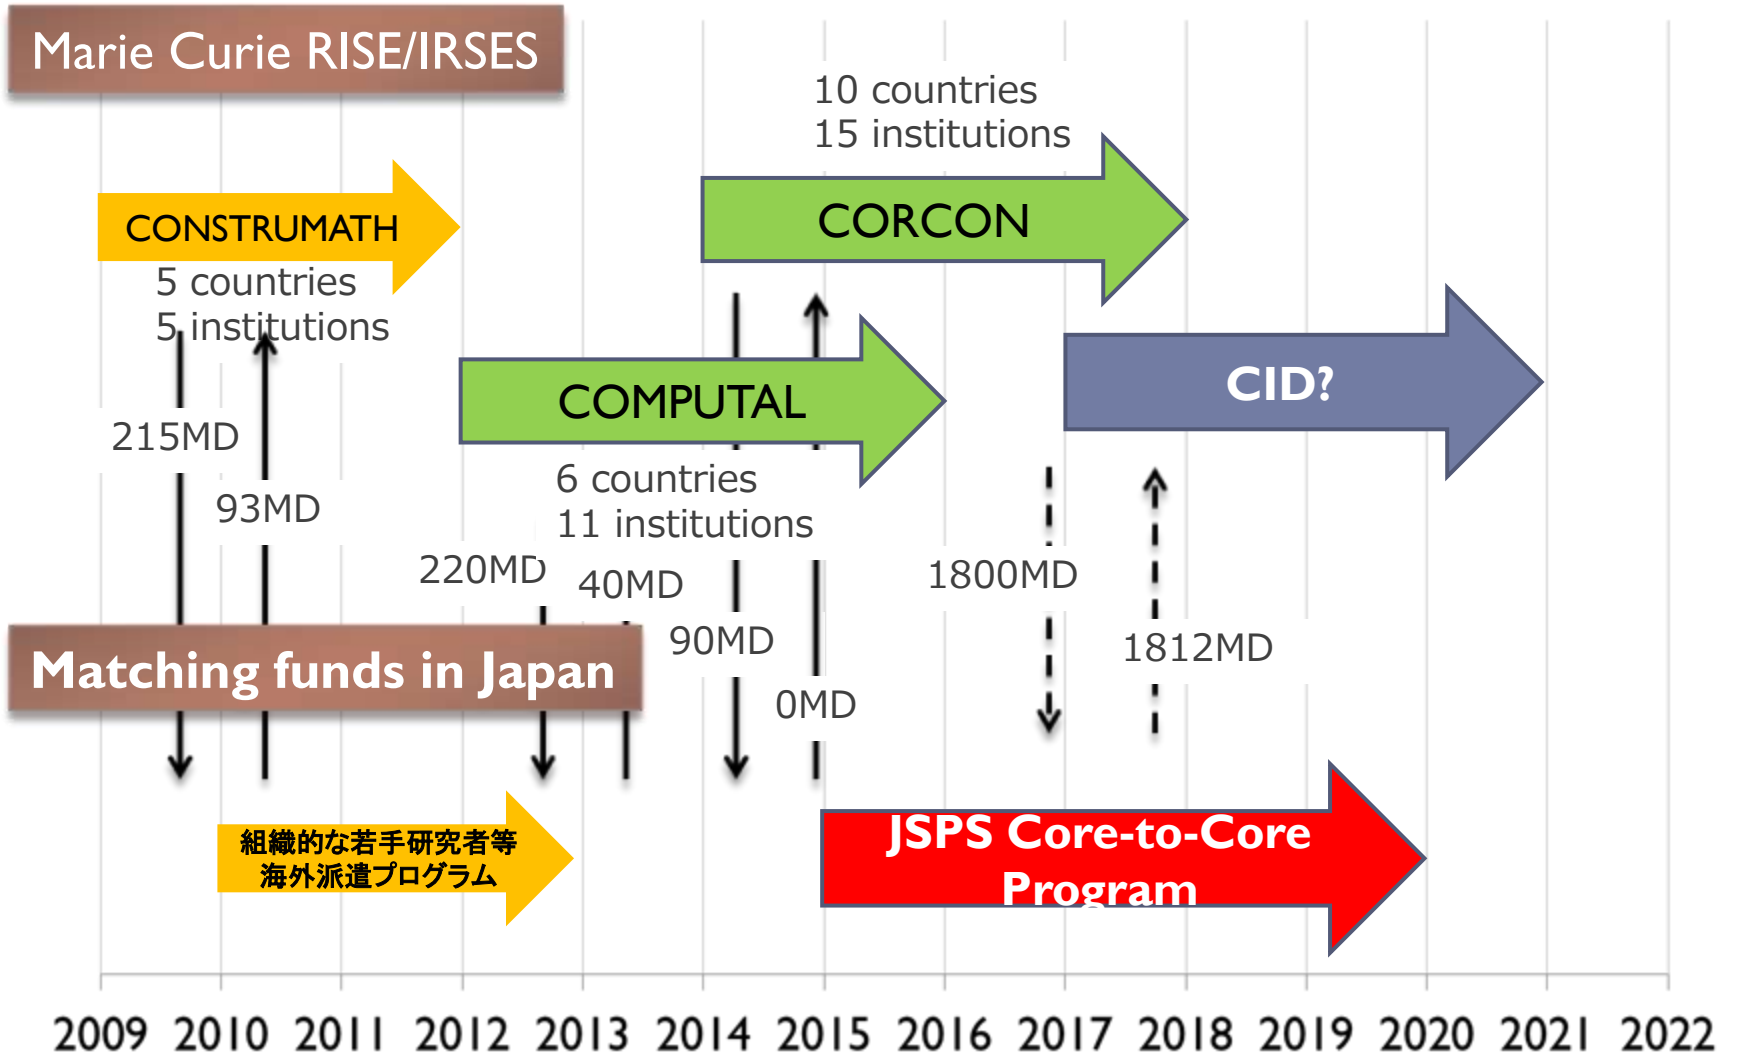 Marie Curie RISE/IRSES
10 countries
15 institutions
CONSTRUMATH
CORCON
5 countries
5 institutions
COMPUTAL
CID?
215MD
93MD
6 countries
11 institutions
220MD
40MD
1800MD
90MD
1812MD
0MD
Matching funds in Japan
組織的な若手研究者等
海外派遣プログラム
JSPS Core-to-Core
Program
2009 2010 2011 2012 2013 2014 2015 2016 2017 2018 2019 2020 2021 2022